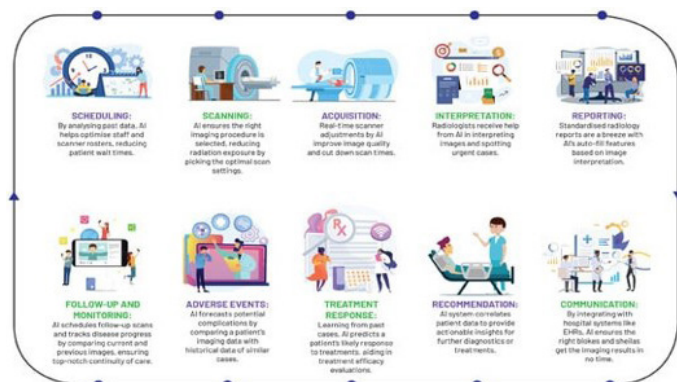 SCHEDULING:
By analysing past data, AI
helps optimise staff and
scanner rosters, reducing
patient wait times.
SCANNING:
AI ensures the right
imaging procedure is
selected, reducing
radiation exposure by
picking the optimal scan
settings.
ACQUISITION:
Real-time scanner
adjustments by AI
improve image quality
and cut down scan times.
INTERPRETATION:
Radiologists receive help
from AI in interpreting
images and spotting
urgent cases.
REPORTING:
Standardised radiology
reports are a breeze with
AI's auto-fill features
based on image
interpretation.
FOLLOW-UP AND
MONITORING:
AI schedules follow-up scans
and tracks disease progress
by comparing current and
previous images, ensuring
top-notch continuity of care.
ADVERSE EVENTS:
AI forecasts potential
complications by
comparing a patient's
imaging data with
historical data of similar
cases.
TREATMENT
RESPONSE:
Learning from past
cases, AI predicts a
patient's likely response
to treatments, aiding in
treatment efficacy
evaluations.
RECOMMENDATION:
AI system correlates
patient data to provide
actionable insights for
further diagnostics or
treatments.
COMMUNICATION:
By integrating with
hospital systems like
EHRs, AI ensures the
right blokes and sheilas
get the imaging results in
no time.
RX